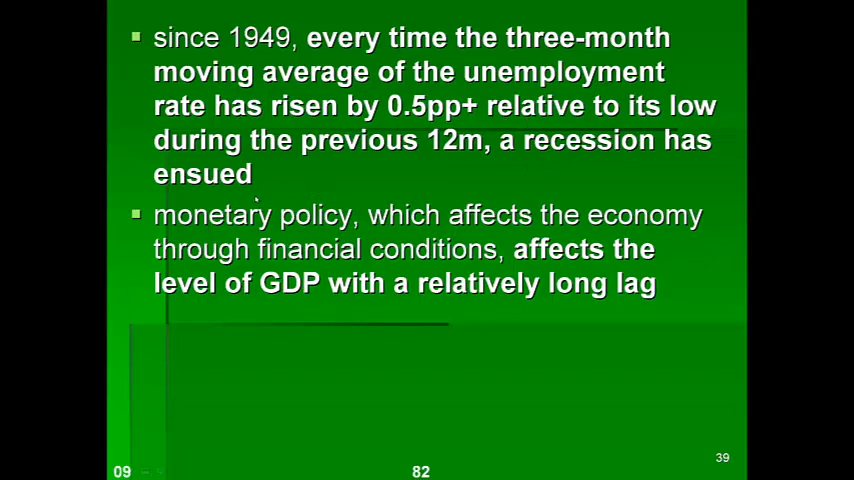 since 1949, every time the three-month
moving average of the unemployment
rate has risen by 0.5pp+ relative to its low
during the previous 12m, a recession has
ensued
monetary policy, which affects the economy
through financial conditions, affects the
level of GDP with a relatively long lag
39
09
82